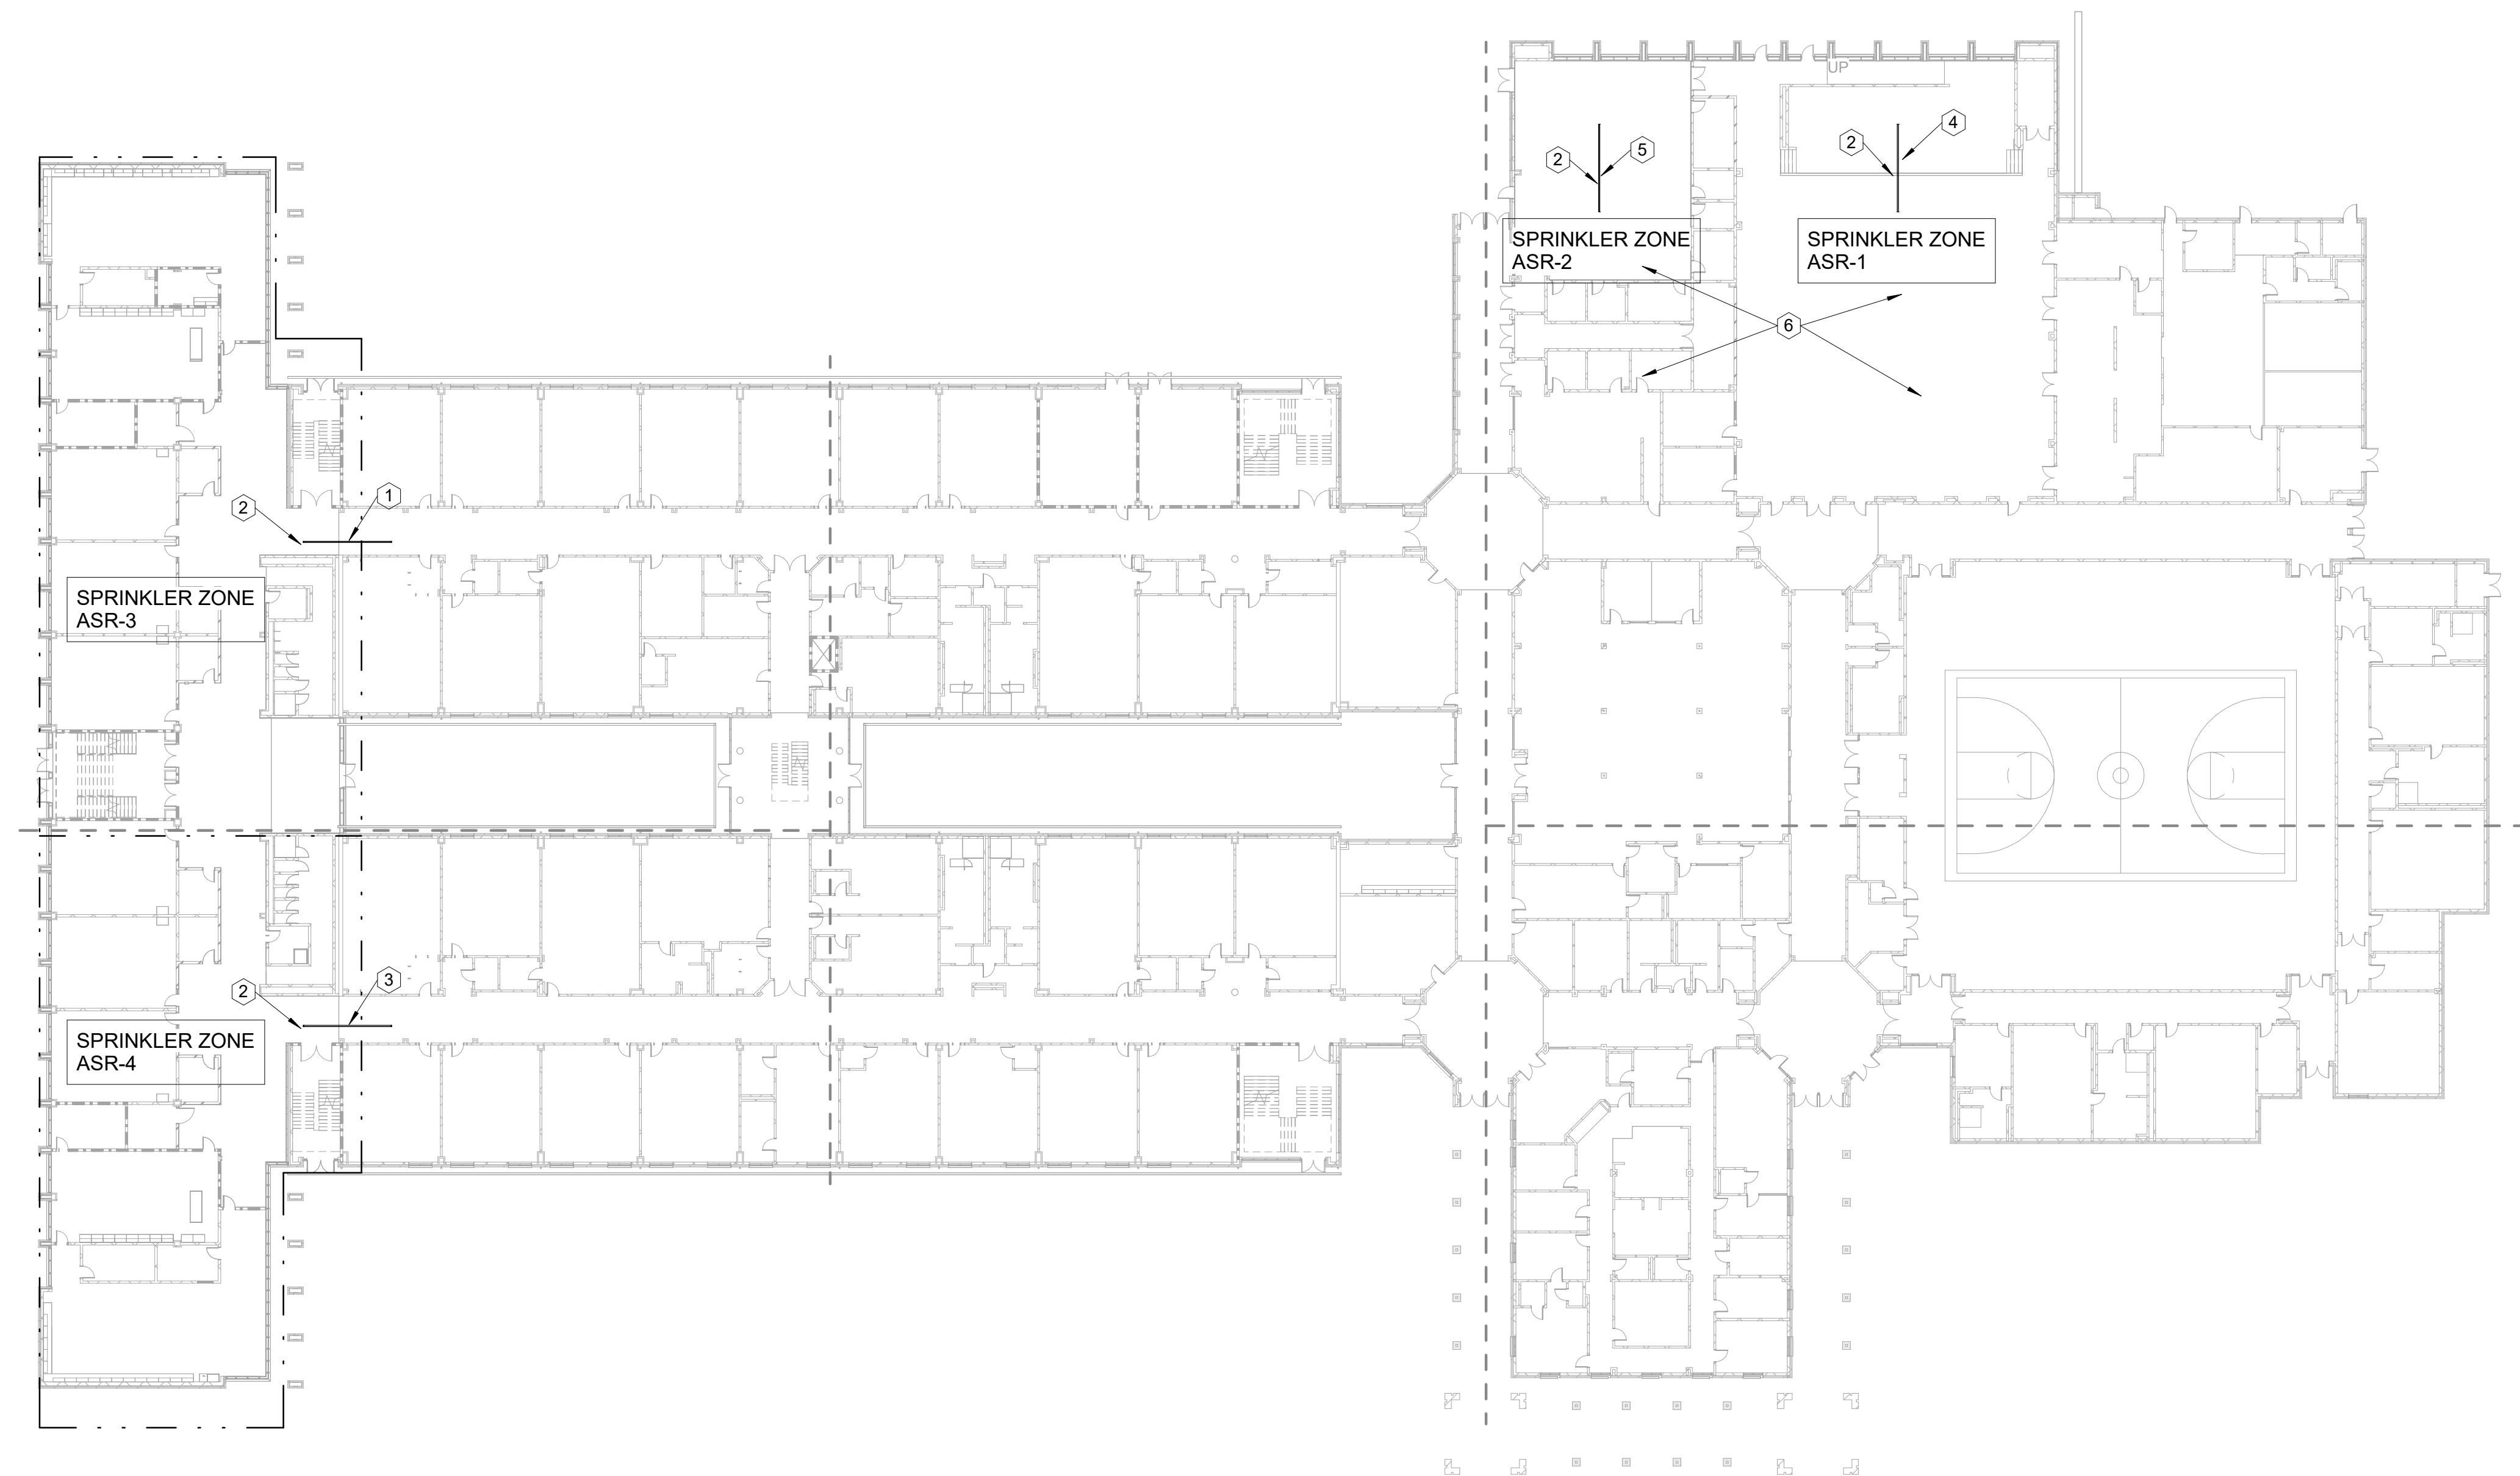 UP
4
2
5
2
SPRINKLER ZONE
ASR-2
SPRINKLER ZONE
ASR-1
6
1
2
SPRINKLER ZONE
ASR-3
3
2
SPRINKLER ZONE
ASR-4